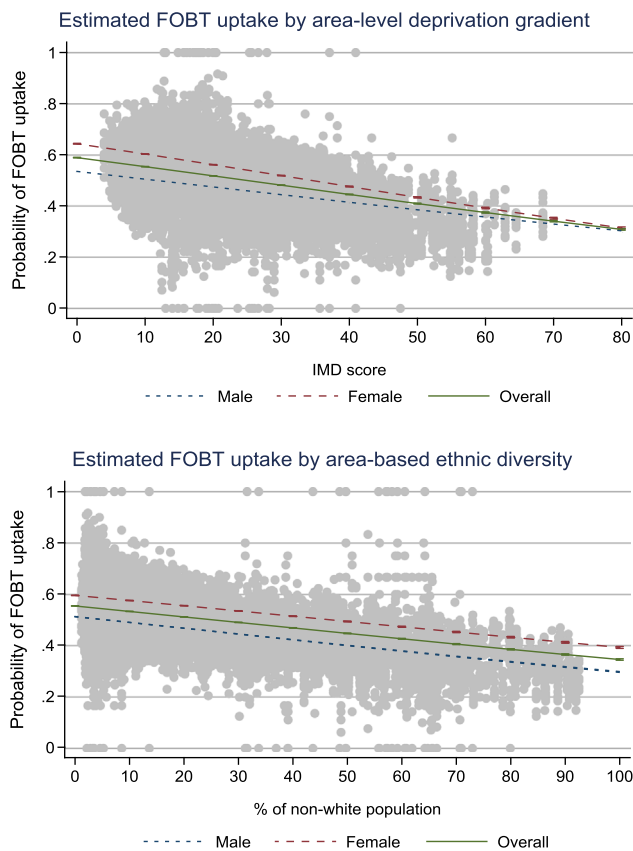 Estimated FOBT uptake by area-level deprivation gradient
Probability of FOBT uptake
1
.8
.6
.4
.2
0
0 10 20 30 40 50 60 70 80
IMD score
Male Female Overall
Estimated FOBT uptake by area-based ethnic diversity
Probability of FOBT uptake
1
.8
.6
.4
.2
0
0 10 20 30 40 50 60 70 80 90 100
% of non-white population
Male Female Overall